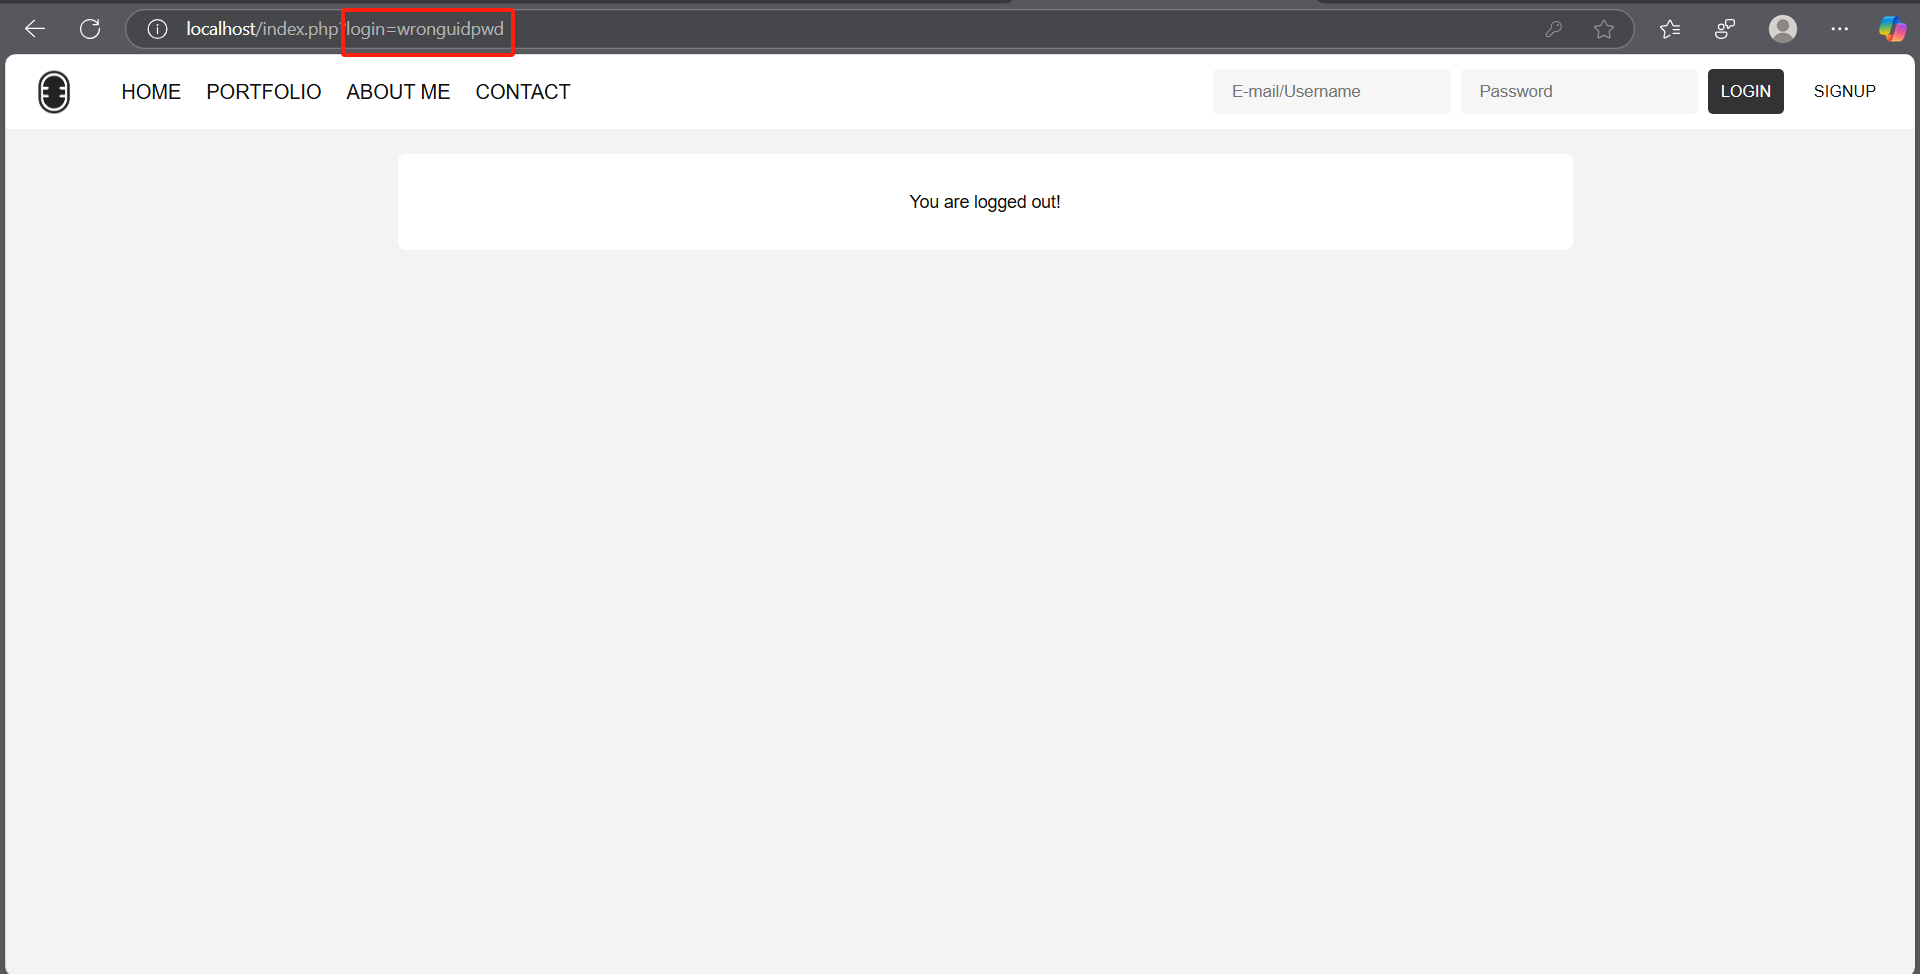 localhost/index.php?login=wronguidpwd
HOME PORTFOLIO ABOUT ME CONTACT E-mail/Username Password LOGIN SIGNUP
You are logged out!